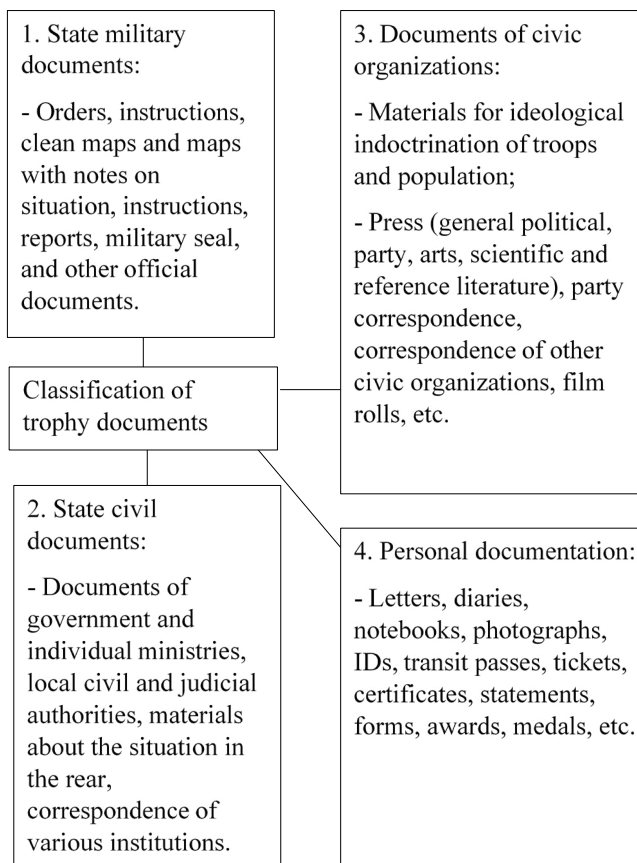 1. State military
documents:
- Orders, instructions,
clean maps and maps
with notes on
situation, instructions,
reports, military seal,
and other official
documents.
Classification of
trophy documents
2. State civil
documents:
- Documents of
government and
individual ministries,
local civil and judicial
authorities, materials
about the situation in
the rear,
correspondence of
various institutions.
3. Documents of civic
organizations:
- Materials for ideological
indoctrination of troops
and population;
- Press (general political,
party, arts, scientific and
reference literature), party
correspondence,
correspondence of other
civic organizations, film
rolls, etc.
4. Personal documentation:
- Letters, diaries,
notebooks, photographs,
IDs, transit passes, tickets,
certificates, statements,
forms, awards, medals, etc.